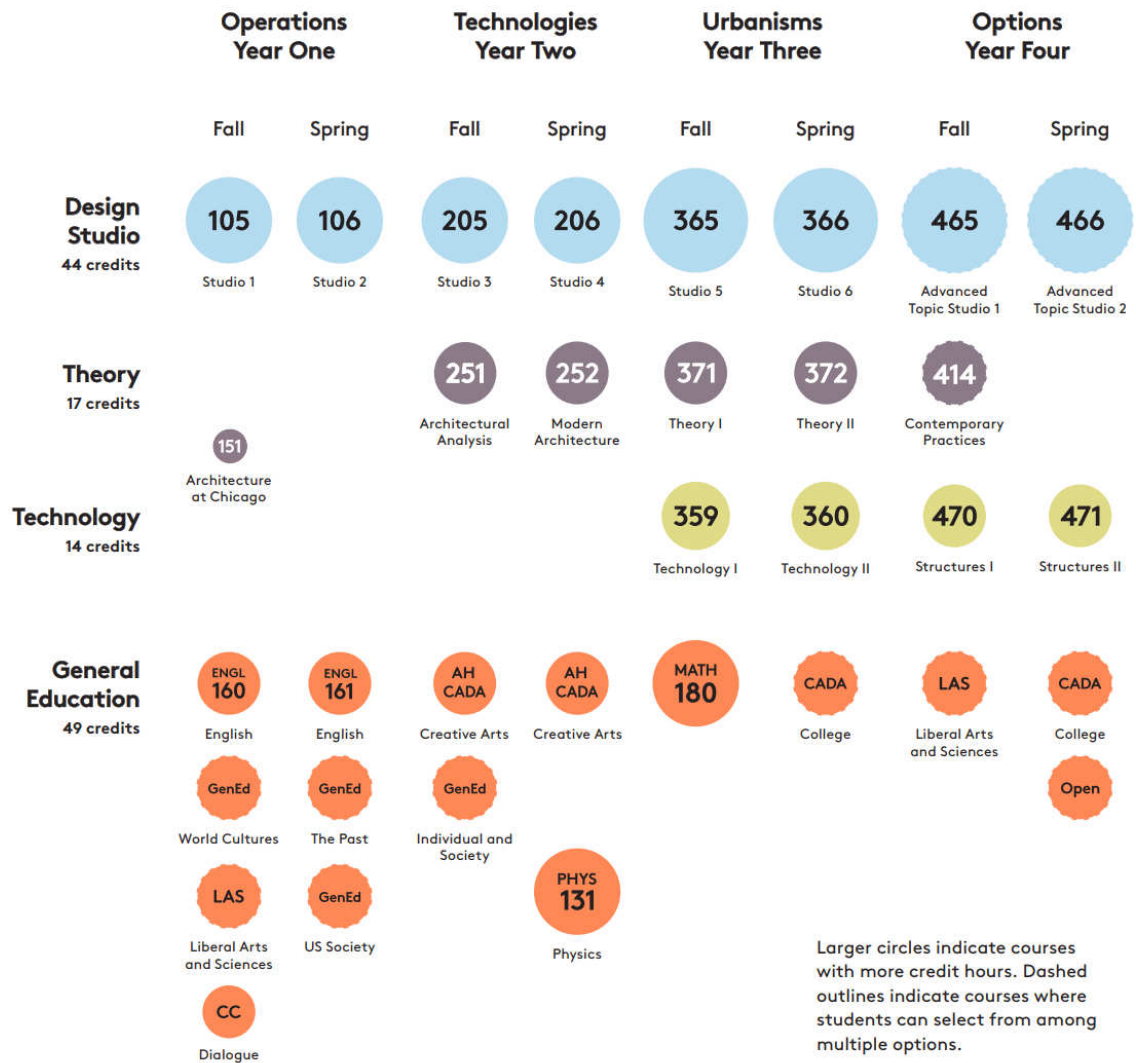 Operations
Year One
Technologies
Year Two
Urbanisms
Year Three
Options
Year Four
Fall
Spring
Fall
Spring
Fall
Spring
Fall
Spring
Design
Studio
44 credits
105
106
205
206
365
366
465
466
Studio 1
Studio 2
Studio 3
Studio 4
Studio 5
Studio 6
Advanced
Topic Studio 1
Advanced
Topic Studio 2
Theory
17 credits
251
252
371
372
414
Architectural
Analysis
Modern
Architecture
Theory I
Theory II
Contemporary
Practices
151
Architecture
at Chicago
Technology
14 credits
359
360
470
471
Technology I
Technology II
Structures I
Structures II
General
Education
49 credits
ENGL
160
English
ENGL
161
English
AH
CADA
Creative Arts
AH
CADA
Creative Arts
MATH
180
CADA
College
LAS
Liberal Arts
and Sciences
CADA
College
GenEd
World Cultures
GenEd
The Past
GenEd
Individual and
Society
Open
LAS
Liberal Arts
and Sciences
GenEd
US Society
PHYS
131
Physics
CC
Dialogue
Larger circles indicate courses
with more credit hours. Dashed
outlines indicate courses where
students can select from among
multiple options.